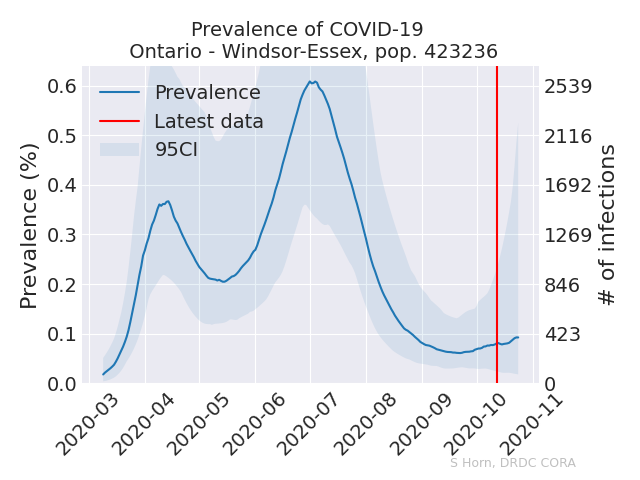 Prevalence of COVID-19
Ontario - Windsor-Essex, pop. 423236
Prevalence
Latest data
95CI
Prevalence (%)
0.6
0.5
0.4
0.3
0.2
0.1
0.0
2539
2116
1692
1269
846
423
0
# of infections
2020-03
2020-04
2020-05
2020-06
2020-07
2020-08
2020-09
2020-10
2020-11
S Horn, DRDC CORA